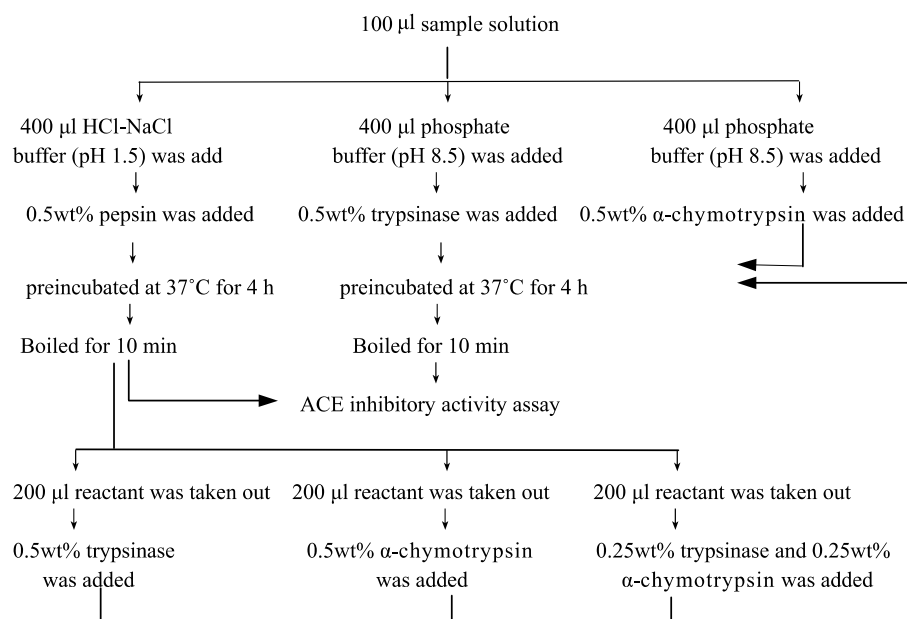 100 μl sample solution
400 μl HCl-NaCl
buffer (pH 1.5) was add
400 μl phosphate
buffer (pH 8.5) was added
400 μl phosphate
buffer (pH 8.5) was added
0.5wt% pepsin was added
0.5wt% trypsinase was added
0.5wt% α-chymotrypsin was added
preincubated at 37˚C for 4 h
preincubated at 37˚C for 4 h
Boiled for 10 min
Boiled for 10 min
ACE inhibitory activity assay
200 μl reactant was taken out
200 μl reactant was taken out
200 μl reactant was taken out
0.5wt% trypsinase
was added
0.5wt% α-chymotrypsin
was added
0.25wt% trypsinase and 0.25wt%
α-chymotrypsin was added